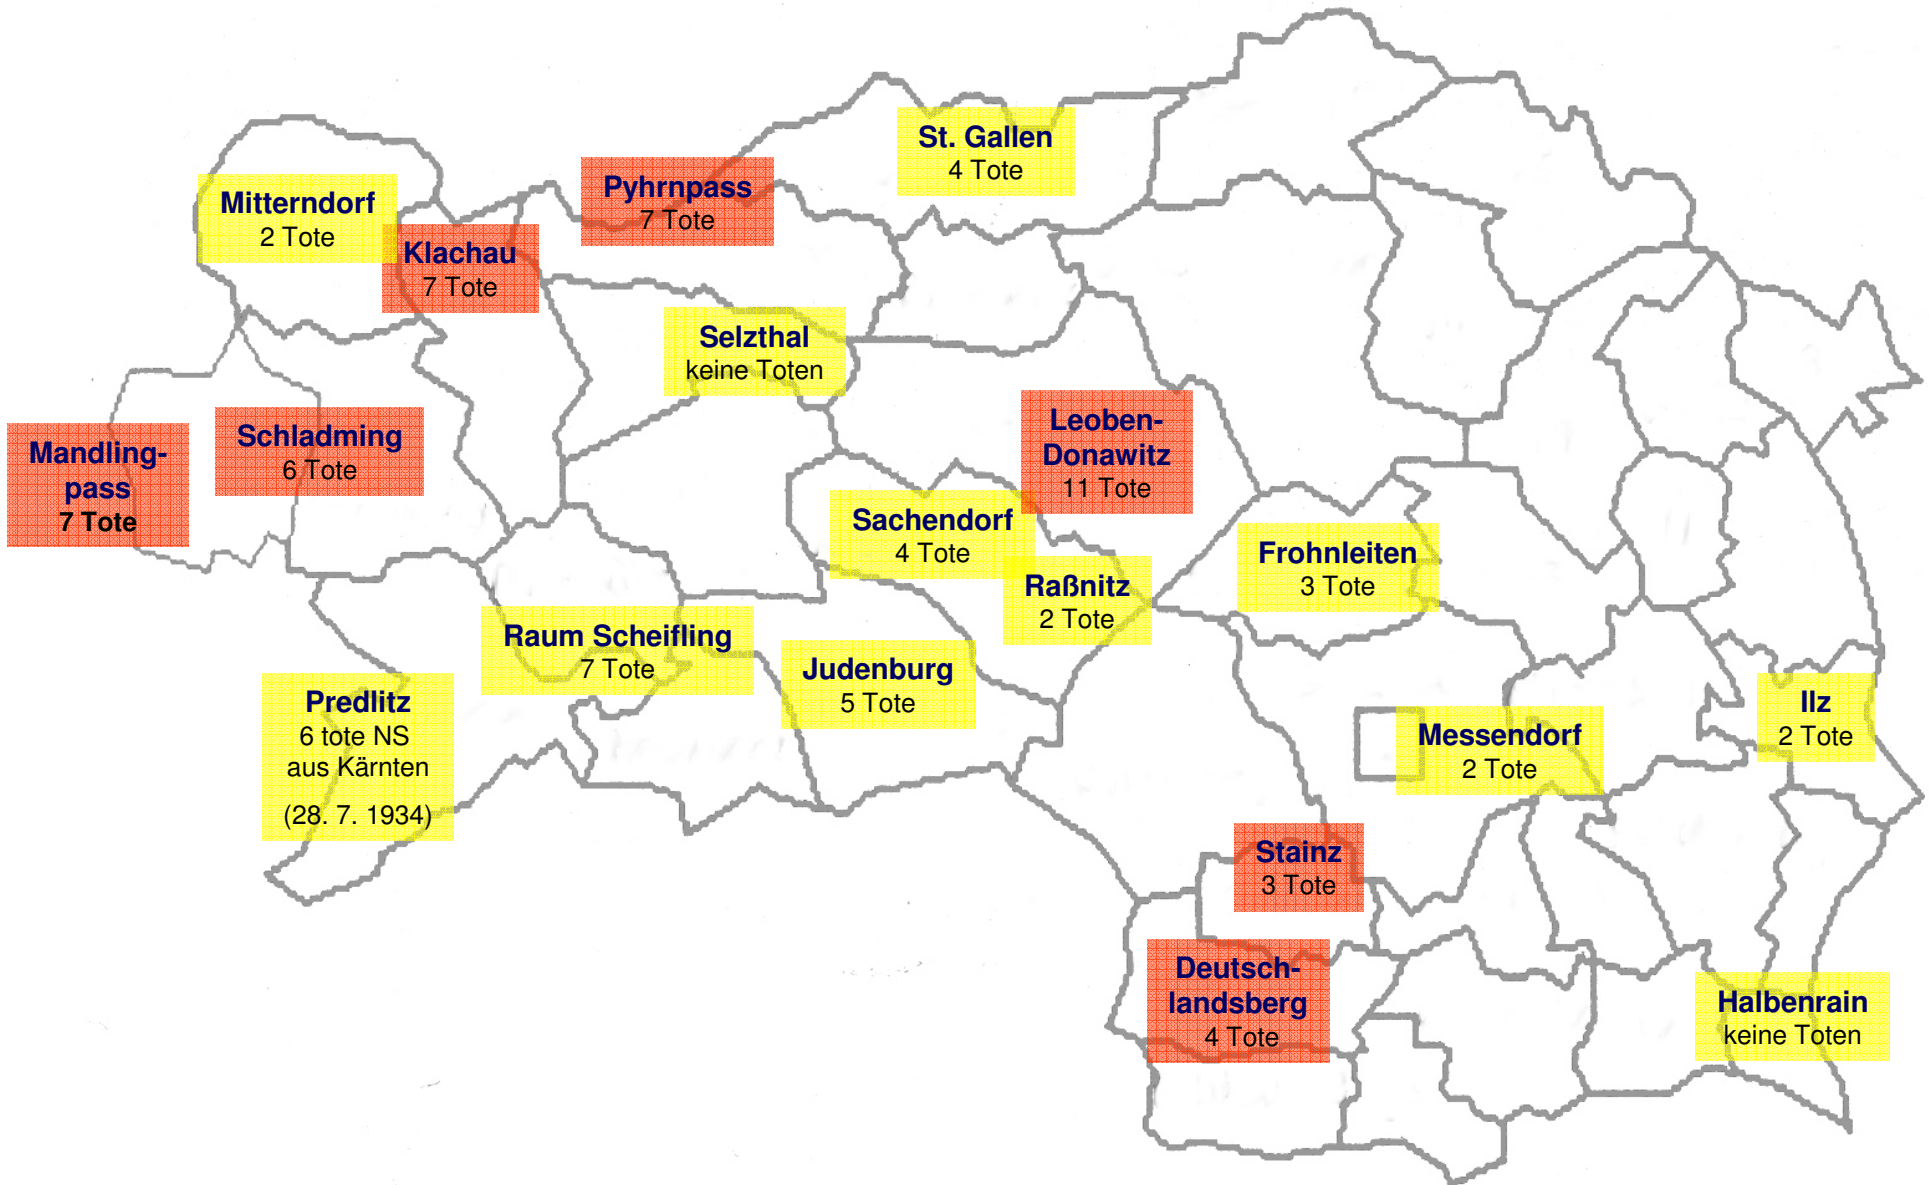 St. Gallen
4 Tote
Pyhrnpass
7 Tote
Mitterndorf
2 Tote
Klachau
7 Tote
Selzthal
keine Toten
Leoben-
Donawitz
11 Tote
Schladming
6 Tote
Mandling-
pass
7 Tote
Sachendorf
4 Tote
Frohnleiten
3 Tote
Raßnitz
2 Tote
Raum Scheifling
7 Tote
Judenburg
5 Tote
Predlitz
6 tote NS
aus Kärnten
(28. 7. 1934)
Ilz
2 Tote
Messendorf
2 Tote
Stainz
3 Tote
Deutsch-
landsberg
4 Tote
Halbenrain
keine Toten